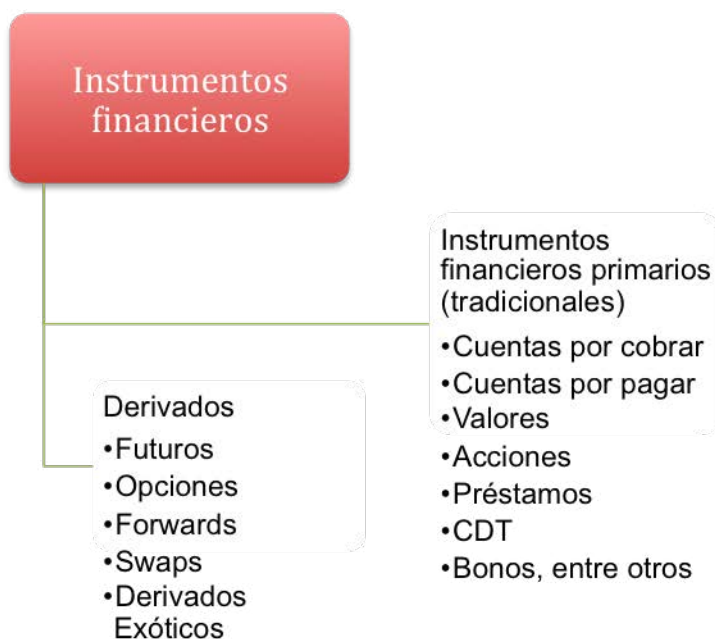 Instrumentos
financieros
Instrumentos
financieros primarios
(tradicionales)
•Cuentas por cobrar
•Cuentas por pagar
•Valores
•Acciones
•Préstamos
•CDT
•Bonos, entre otros
Derivados
•Futuros
•Opciones
•Forwards
•Swaps
•Derivados
Exóticos